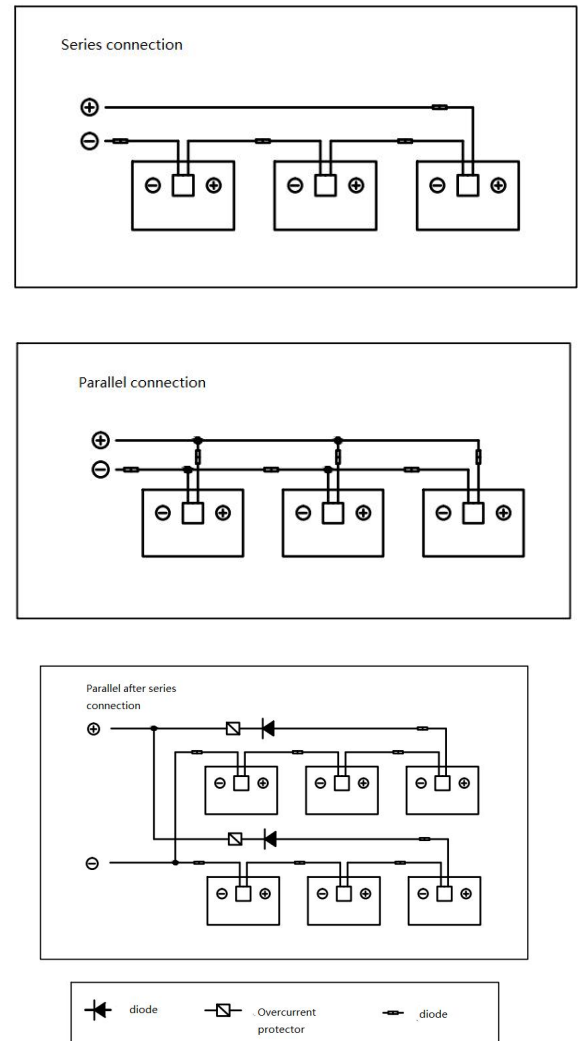 Series connection
Parallel connection
Parallel after series
connection
diode
Overcurrent
protector
diode